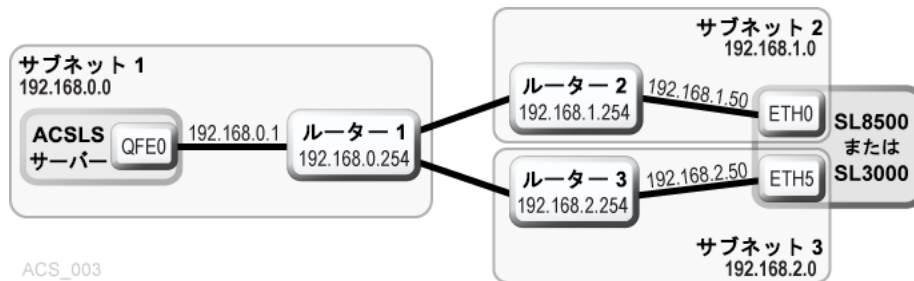 サブネット 1
192.168.0.0
ACSLS
サーバー
QFE0
192.168.0.1
ルーター 1
192.168.0.254
サブネット 2
192.168.1.0
ルーター 2
192.168.1.254
192.168.1.50
ETH0
SL8500
または
SL3000
ルーター 3
192.168.2.254
192.168.2.50
ETH5
サブネット 3
192.168.2.0
ACS_003